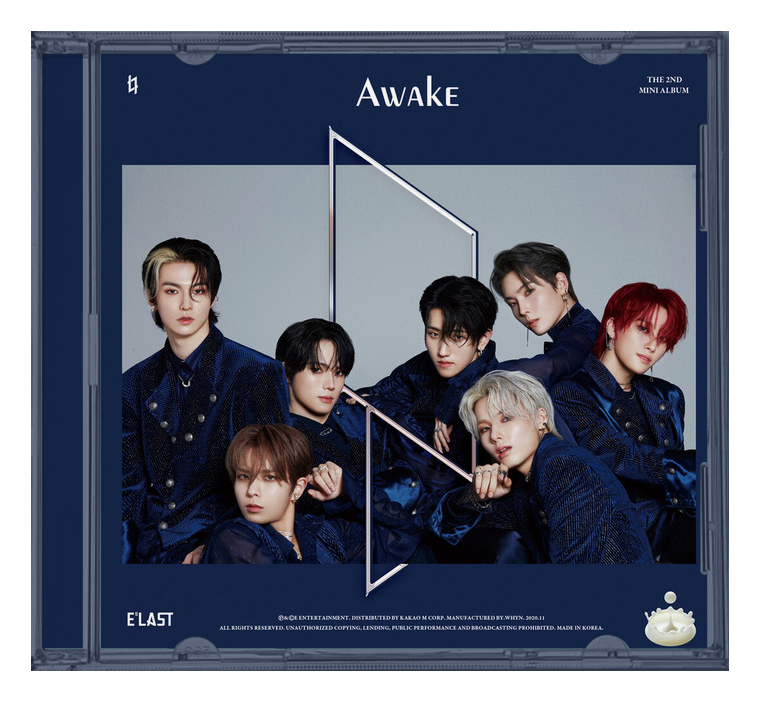 AWAKE
THE 2ND
MINI ALBUM
E'LAST
Ⓟ&ⒸE ENTERTAINMENT. DISTRIBUTED BY KAKAO M CORP. MANUFACTURED BY.WHYN. 2020.11
ALL RIGHTS RESERVED. UNAUTHORIZED COPYING, LENDING, PUBLIC PERFORMANCE AND BROADCASTING PROHIBITED. MADE IN KOREA.